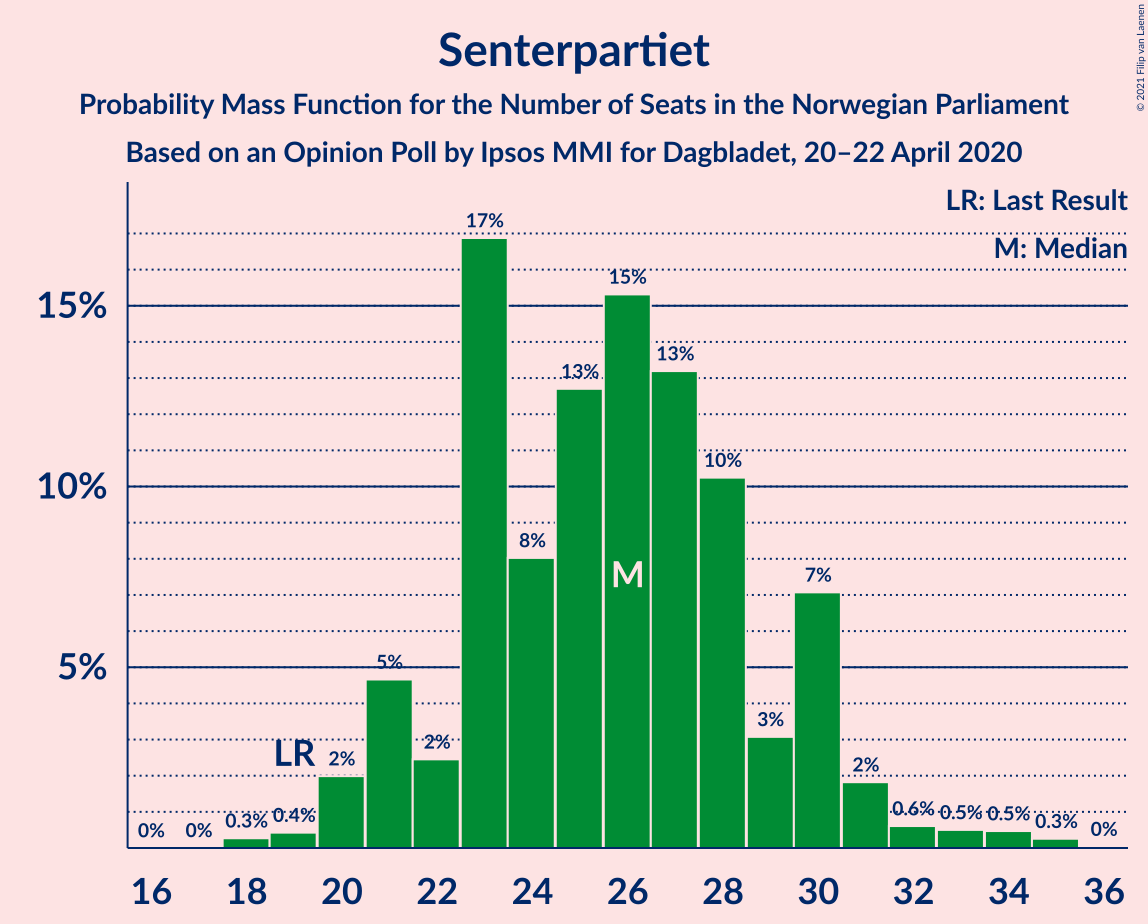 Senterpartiet
Probability Mass Function for the Number of Seats in the Norwegian Parliament
Based on an Opinion Poll by Ipsos MMI for Dagbladet, 20–22 April 2020
© 2021 Filip van Laenen
LR: Last Result
M: Median
15%
10%
5%
0%
0%
0.3%
0.4%
LR
2%
5%
2%
17%
8%
13%
15%
M
13%
10%
3%
7%
2%
0.6%
0.5%
0.5%
0.3%
0%
16 18 20 22 24 26 28 30 32 34 36